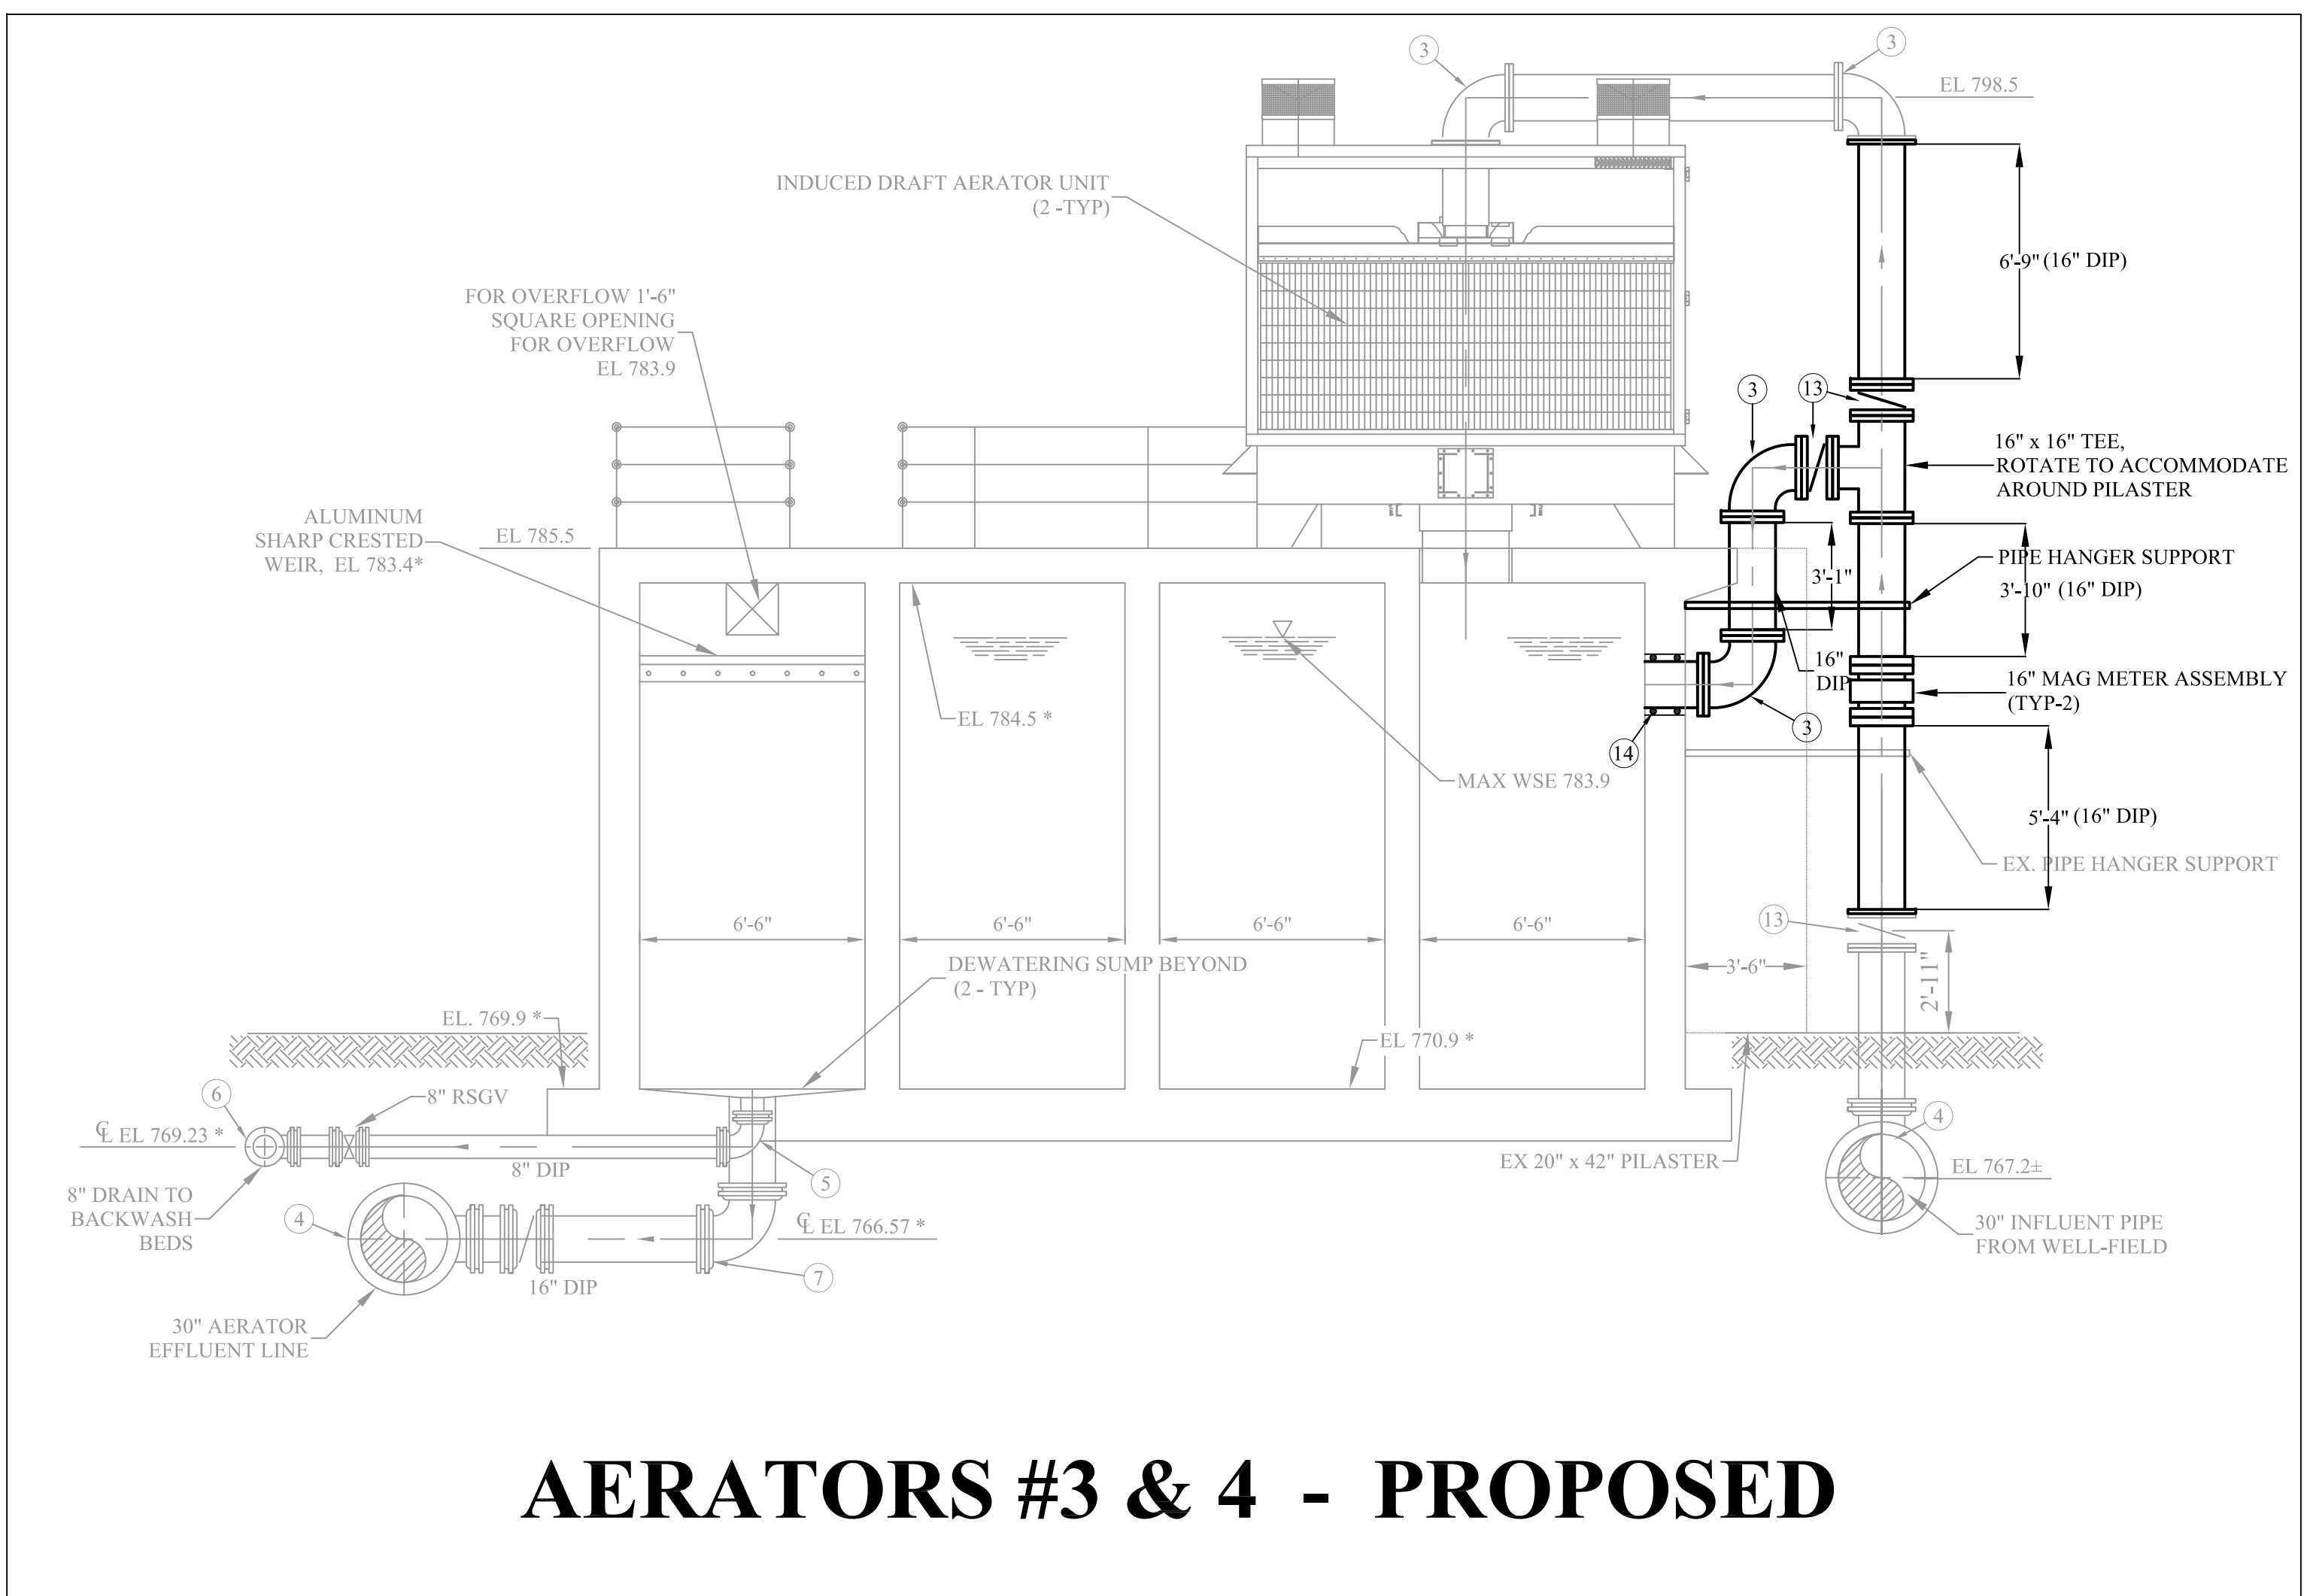 3
3
EL 798.5
INDUCED DRAFT AERATOR UNIT
(2 -TYP)
6'-9" (16" DIP)
FOR OVERFLOW 1'-6"
SQUARE OPENING
FOR OVERFLOW
EL 783.9
3
13
16" x 16" TEE,
ROTATE TO ACCOMMODATE
AROUND PILASTER
ALUMINUM
SHARP CRESTED
WEIR, EL 783.4*
EL 785.5
PIPE HANGER SUPPORT
3'-1"
3'-10" (16" DIP)
16"
DIP
16" MAG METER ASSEMBLY
(TYP-2)
EL 784.5 *
3
14
MAX WSE 783.9
5'-4" (16" DIP)
EX. PIPE HANGER SUPPORT
6'-6"
6'-6"
6'-6"
6'-6"
13
DEWATERING SUMP BEYOND
(2 - TYP)
3'-6"
2'-11"
EL. 769.9 *
EL 770.9 *
6
8" RSGV
℄ EL 769.23 *
4
8" DIP
EX 20" x 42" PILASTER
EL 767.2±
5
8" DRAIN TO
BACKWASH
BEDS
4
℄ EL 766.57 *
30" INFLUENT PIPE
FROM WELL-FIELD
7
16" DIP
30" AERATOR
EFFLUENT LINE
AERATORS #3 & 4 - PROPOSED